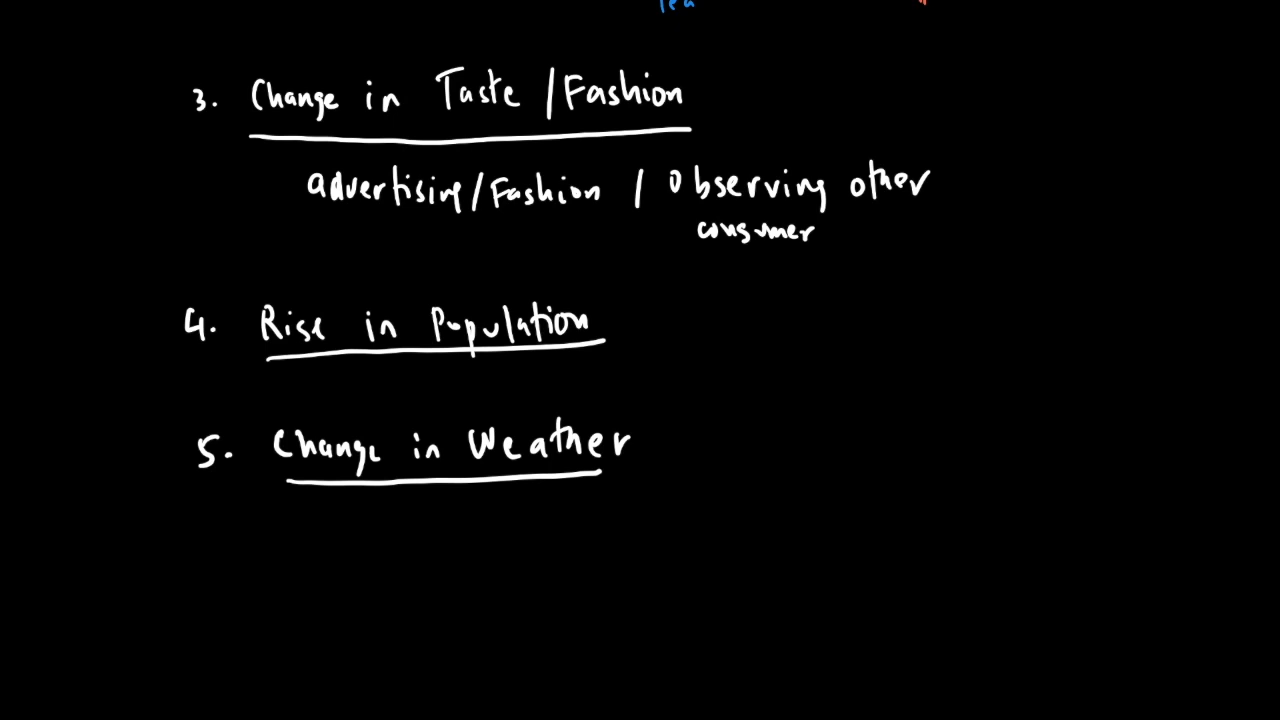 3. Change in Taste / Fashion
advertising / Fashion / Observing other
consumer
4. Rise in Population
5. Change in Weather